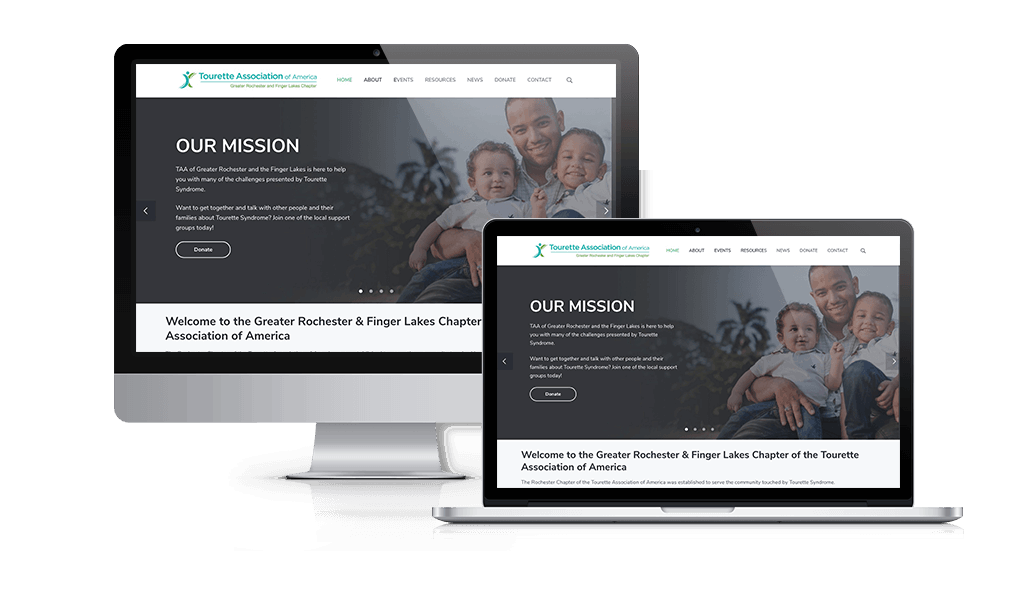 Tourette Association of America
Greater Rochester and Finger Lakes Chapter
HOME ABOUT EVENTS RESOURCES NEWS DONATE CONTACT
OUR MISSION
TAA of Greater Rochester and the Finger Lakes is here to help
you with many of the challenges presented by Tourette
Syndrome.
Want to get together and talk with other people and their
families about Tourette Syndrome? Join one of the local support
groups today!
Donate
Welcome to the Greater Rochester & Finger Lakes Chapter
Association of America
Tourette Association of America
Greater Rochester and Finger Lakes Chapter
HOME ABOUT EVENTS RESOURCES NEWS DONATE CONTACT
OUR MISSION
TAA of Greater Rochester and the Finger Lakes is here to help
you with many of the challenges presented by Tourette
Syndrome.
Want to get together and talk with other people and their
families about Tourette Syndrome? Join one of the local support
groups today!
Donate
Welcome to the Greater Rochester & Finger Lakes Chapter of the Tourette
Association of America
The Rochester Chapter of the Tourette Association of America was established to serve the community touched by Tourette Syndrome.